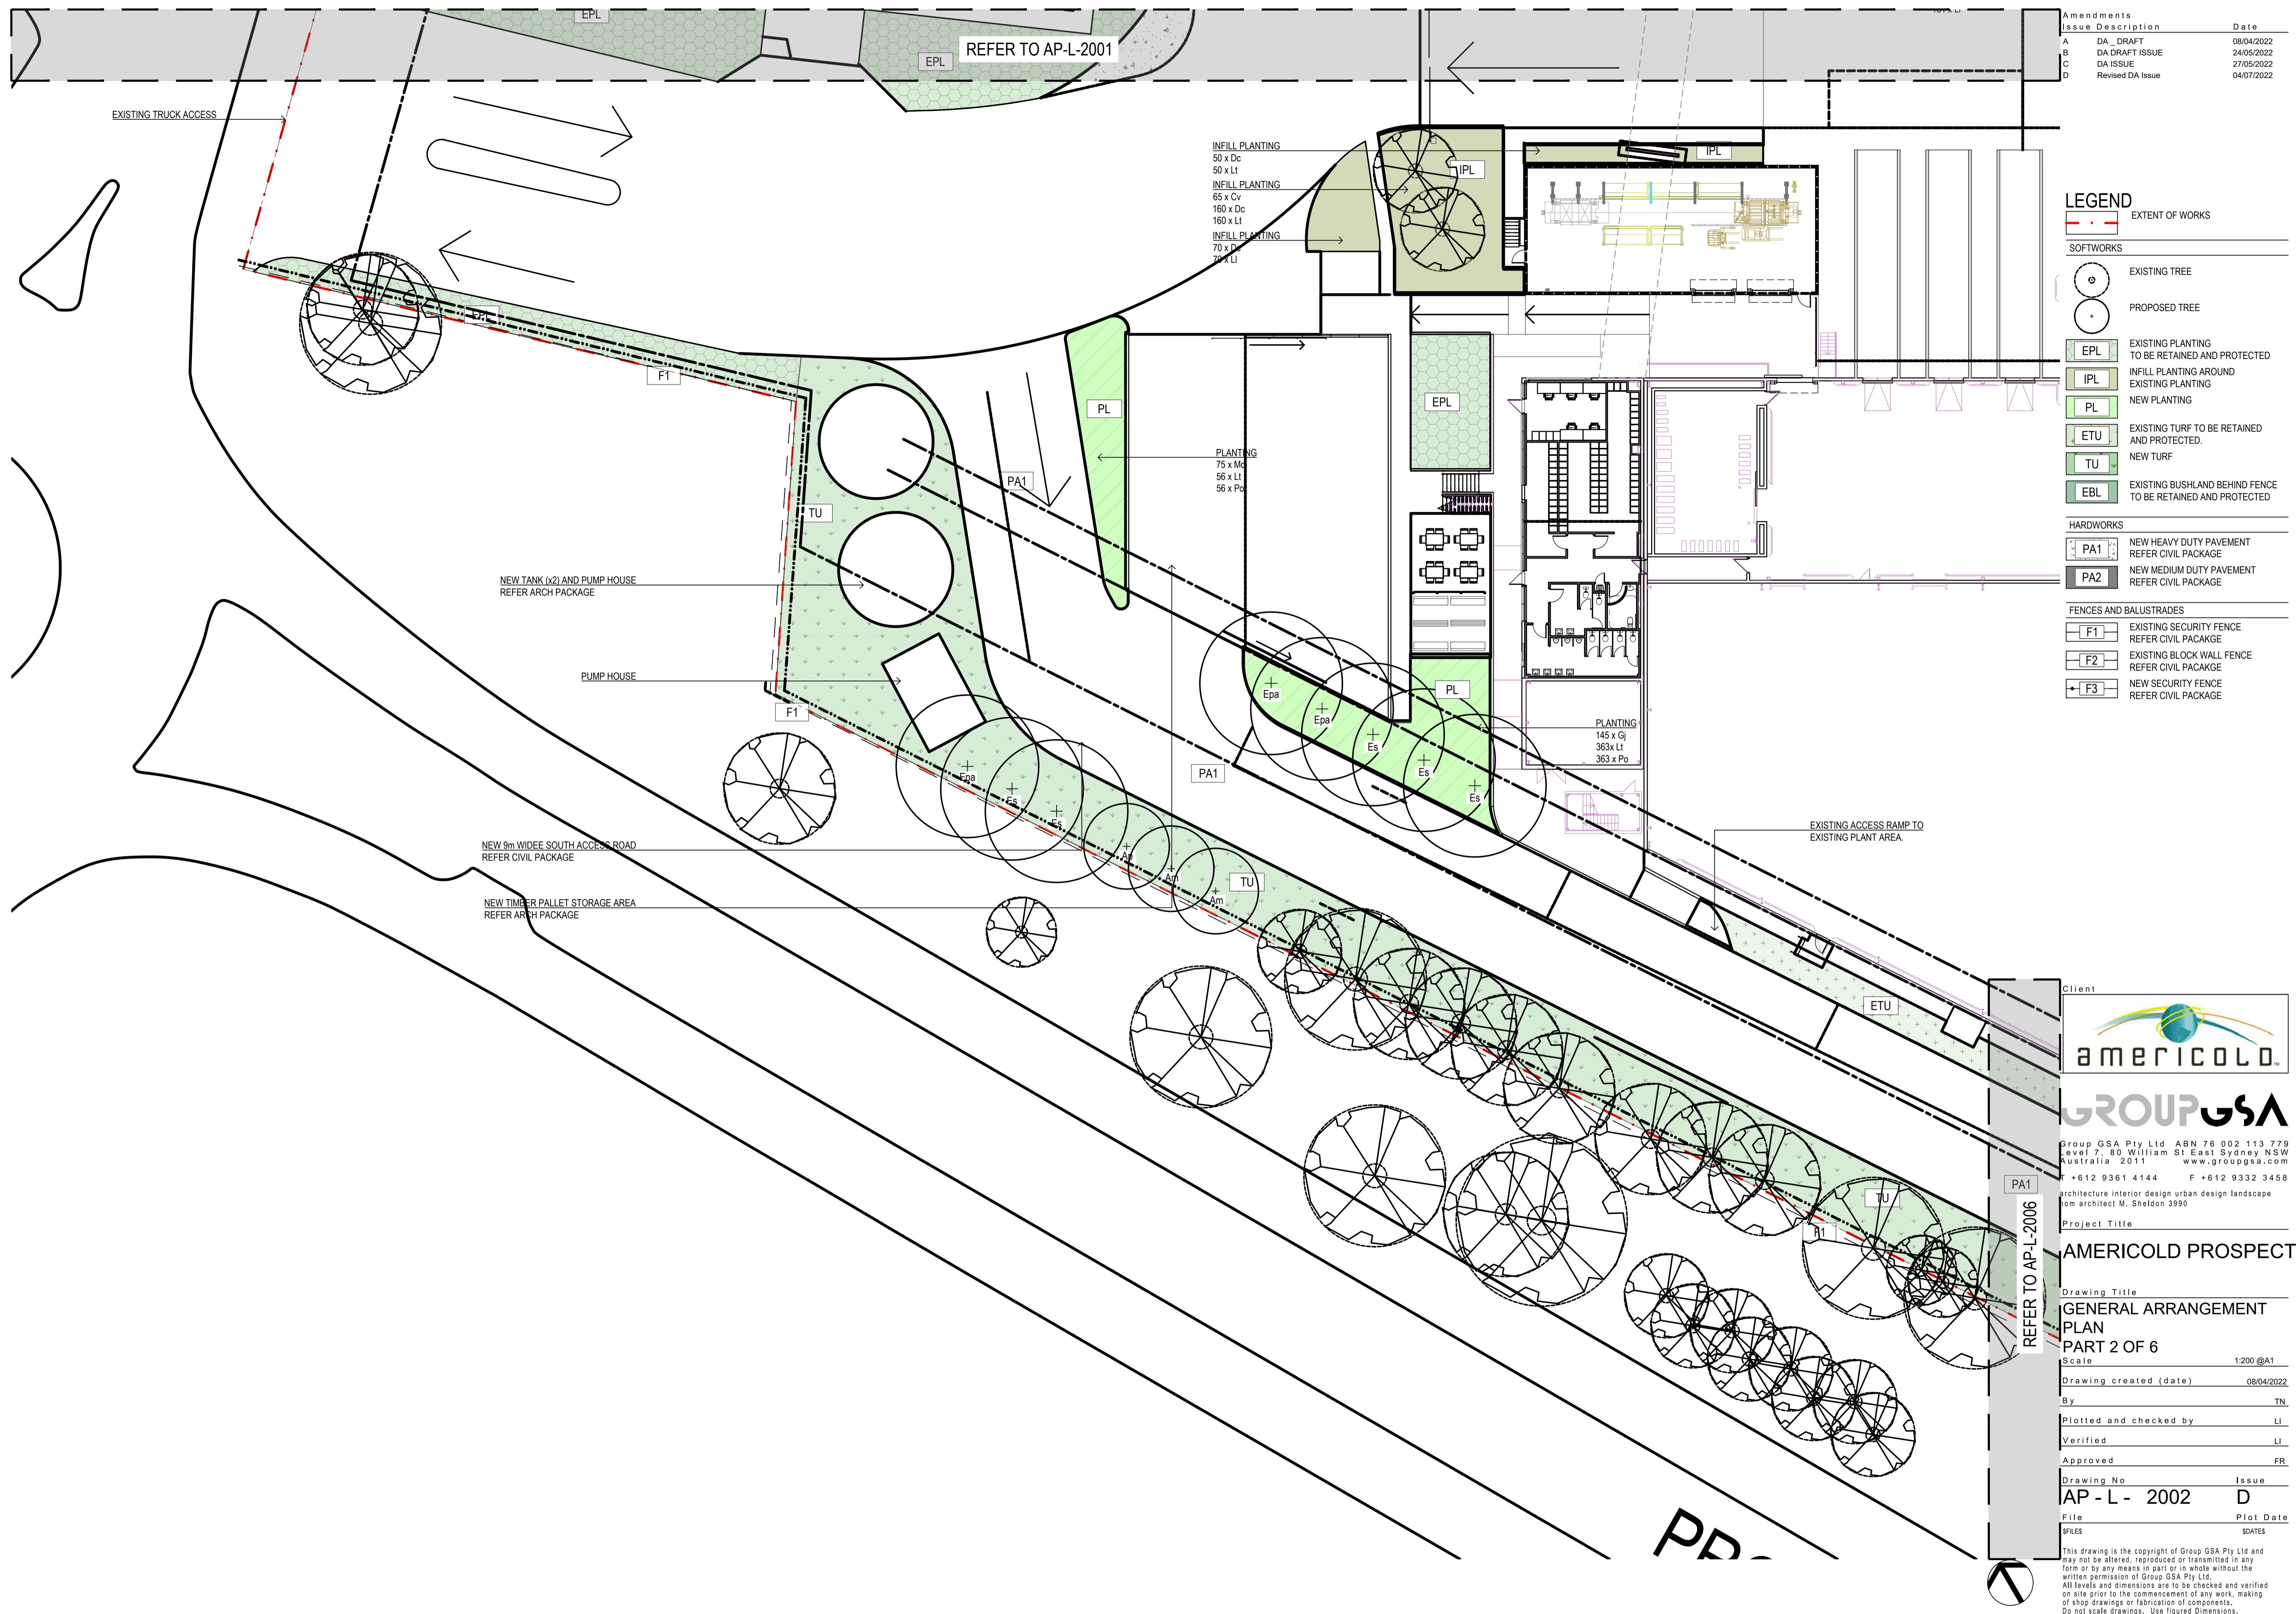 EPL
EPL
REFER TO AP-L-2001
EXISTING TRUCK ACCESS
INFILL PLANTING
50 x Dc
50 x Lt
INFILL PLANTING
65 x Cv
160 x Dc
160 x Lt
INFILL PLANTING
IPL
IPL
EPL
F1
PL
EPL
PLANTING
75 x Mc
56 x Lt
56 x Po
PA1
TU
NEW TANK (x2) AND PUMP HOUSE
REFER ARCH PACKAGE
PUMP HOUSE
F1
Epa
Epa
Es
Es
Es
PL
PLANTING
145 x Gj
363x Lt
363 x Po
PA1
Epa
Es
Es
Ap
Am
Am
TU
NEW 9m WIDEE SOUTH ACCESS ROAD
REFER CIVIL PACKAGE
NEW TIMBER PALLET STORAGE AREA
REFER ARCH PACKAGE
EXISTING ACCESS RAMP TO
EXISTING PLANT AREA.
ETU
TU
F1
PA1
REFER TO AP-L-2006
Amendments
Issue Description Date
A DA _ DRAFT 08/04/2022
B DA DRAFT ISSUE 24/05/2022
C DA ISSUE 27/05/2022
D Revised DA Issue 04/07/2022
LEGEND
EXTENT OF WORKS
SOFTWORKS
EXISTING TREE
PROPOSED TREE
EPL
EXISTING PLANTING
TO BE RETAINED AND PROTECTED
IPL
INFILL PLANTING AROUND
EXISTING PLANTING
PL
NEW PLANTING
ETU
EXISTING TURF TO BE RETAINED
AND PROTECTED.
TU
NEW TURF
EBL
EXISTING BUSHLAND BEHIND FENCE
TO BE RETAINED AND PROTECTED
HARDWORKS
PA1
NEW HEAVY DUTY PAVEMENT
REFER CIVIL PACKAGE
PA2
NEW MEDIUM DUTY PAVEMENT
REFER CIVIL PACKAGE
FENCES AND BALUSTRADES
F1
EXISTING SECURITY FENCE
REFER CIVIL PACAKGE
F2
EXISTING BLOCK WALL FENCE
REFER CIVIL PACAKGE
F3
NEW SECURITY FENCE
REFER CIVIL PACKAGE
Client
americold™
GROUPGSA
Group GSA Pty Ltd ABN 76 002 113 779
Level 7, 80 William St East Sydney NSW
Australia 2011 www.groupgsa.com
T +612 9361 4144 F +612 9332 3458
architecture interior design urban design landscape
nom architect M. Sheldon 3990
Project Title
AMERICOLD PROSPECT
Drawing Title
GENERAL ARRANGEMENT
PLAN
PART 2 OF 6
Scale 1:200 @A1
Drawing created (date) 08/04/2022
By TN
Plotted and checked by LI
Verified LI
Approved FR
Drawing No Issue
AP - L - 2002 D
File Plot Date
$FILE$ $DATE$
This drawing is the copyright of Group GSA Pty Ltd and
may not be altered, reproduced or transmitted in any
form or by any means in part or in whole without the
written permission of Group GSA Pty Ltd.
All levels and dimensions are to be checked and verified
on site prior to the commencement of any work, making
of shop drawings or fabrication of components.
Do not scale drawings. Use figured Dimensions.